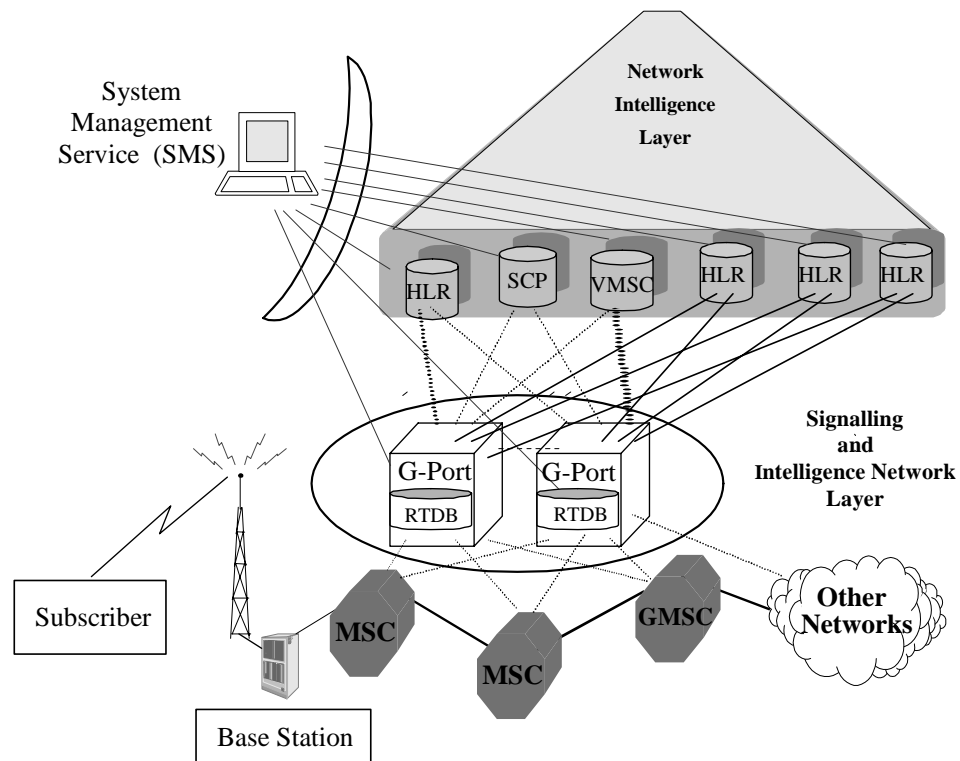 System
Management
Service (SMS)
Network
Intelligence
Layer
HLR
SCP
VMSC
HLR
HLR
HLR
Signalling
and
Intelligence Network
Layer
G-Port
RTDB
G-Port
RTDB
Subscriber
MSC
MSC
GMSC
Other
Networks
Base Station